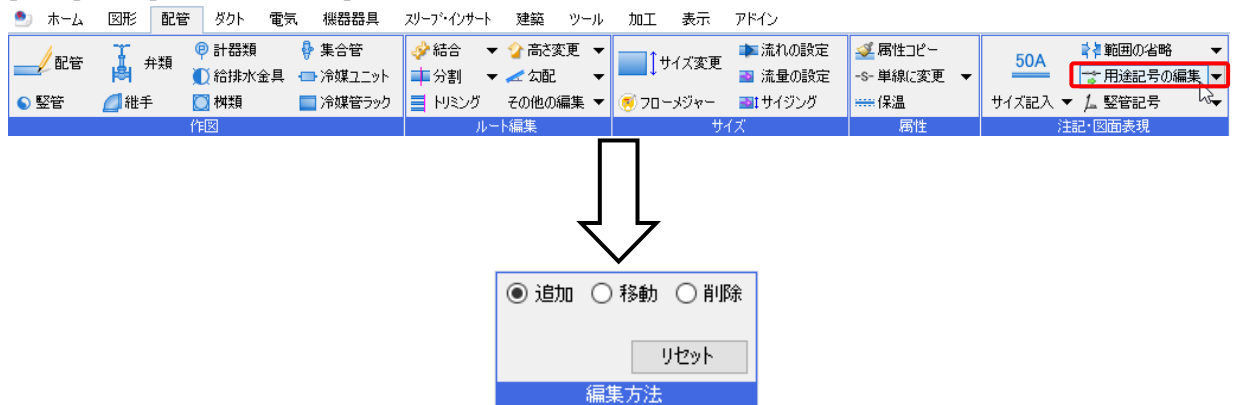 ホーム 図形 配管 ダクト 電気 機器器具 スリーブ・インサート 建築 ツール 加工 表示 アドイン
配管 弁類 計器類 集合管 結合 高さ変更 サイズ変更 流れの設定 属性コピー 50A 範囲の省略
給排水金具 冷媒ユニット 分割 勾配 流量の設定 -S- 単線に変更 用途記号の編集
竪管 継手 桝類 冷媒管ラック トリミング その他の編集 フローメジャー サイジング 保温 サイズ記入 竪管記号
作図 ルート編集 サイズ 属性 注記・図面表現
追加 移動 削除
リセット
編集方法